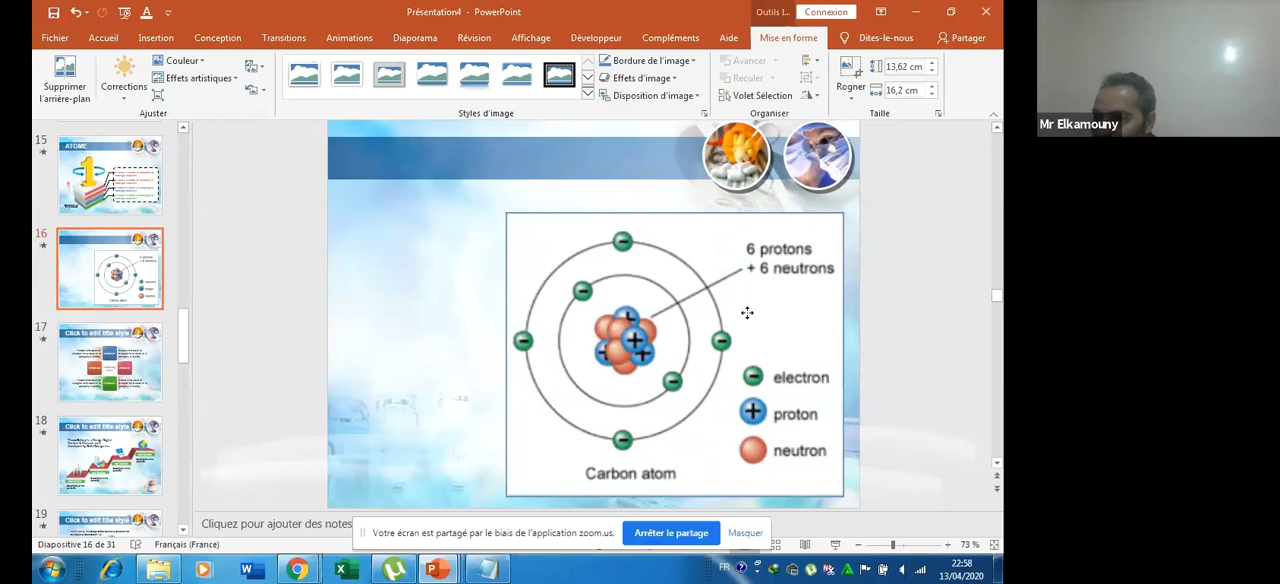 Présentation4 - PowerPoint
Outils I...
Connexion
Fichier
Accueil
Insertion
Conception
Transitions
Animations
Diaporama
Révision
Affichage
Développeur
Compléments
Aide
Mise en forme
Dites-le-nous
Partager
Supprimer
l'arrière-plan
Corrections
Couleur
Effets artistiques
Ajuster
Styles d'image
Bordure de l'image
Effets d'image
Disposition d'image
Avancer
Reculer
Volet Sélection
Organiser
Rogner
13,62 cm
16,2 cm
Taille
Mr Elkamouny
15
ATOME
1
16
17
Click to edit title style
18
Click to edit title style
19
Click to edit title style
6 protons
+ 6 neutrons
electron
proton
neutron
Carbon atom
Cliquez pour ajouter des notes
Votre écran est partagé par le biais de l'application zoom.us.
Arrêter le partage
Masquer
Diapositive 16 de 31
Français (France)
73 %
FR
22:58
13/04/2020